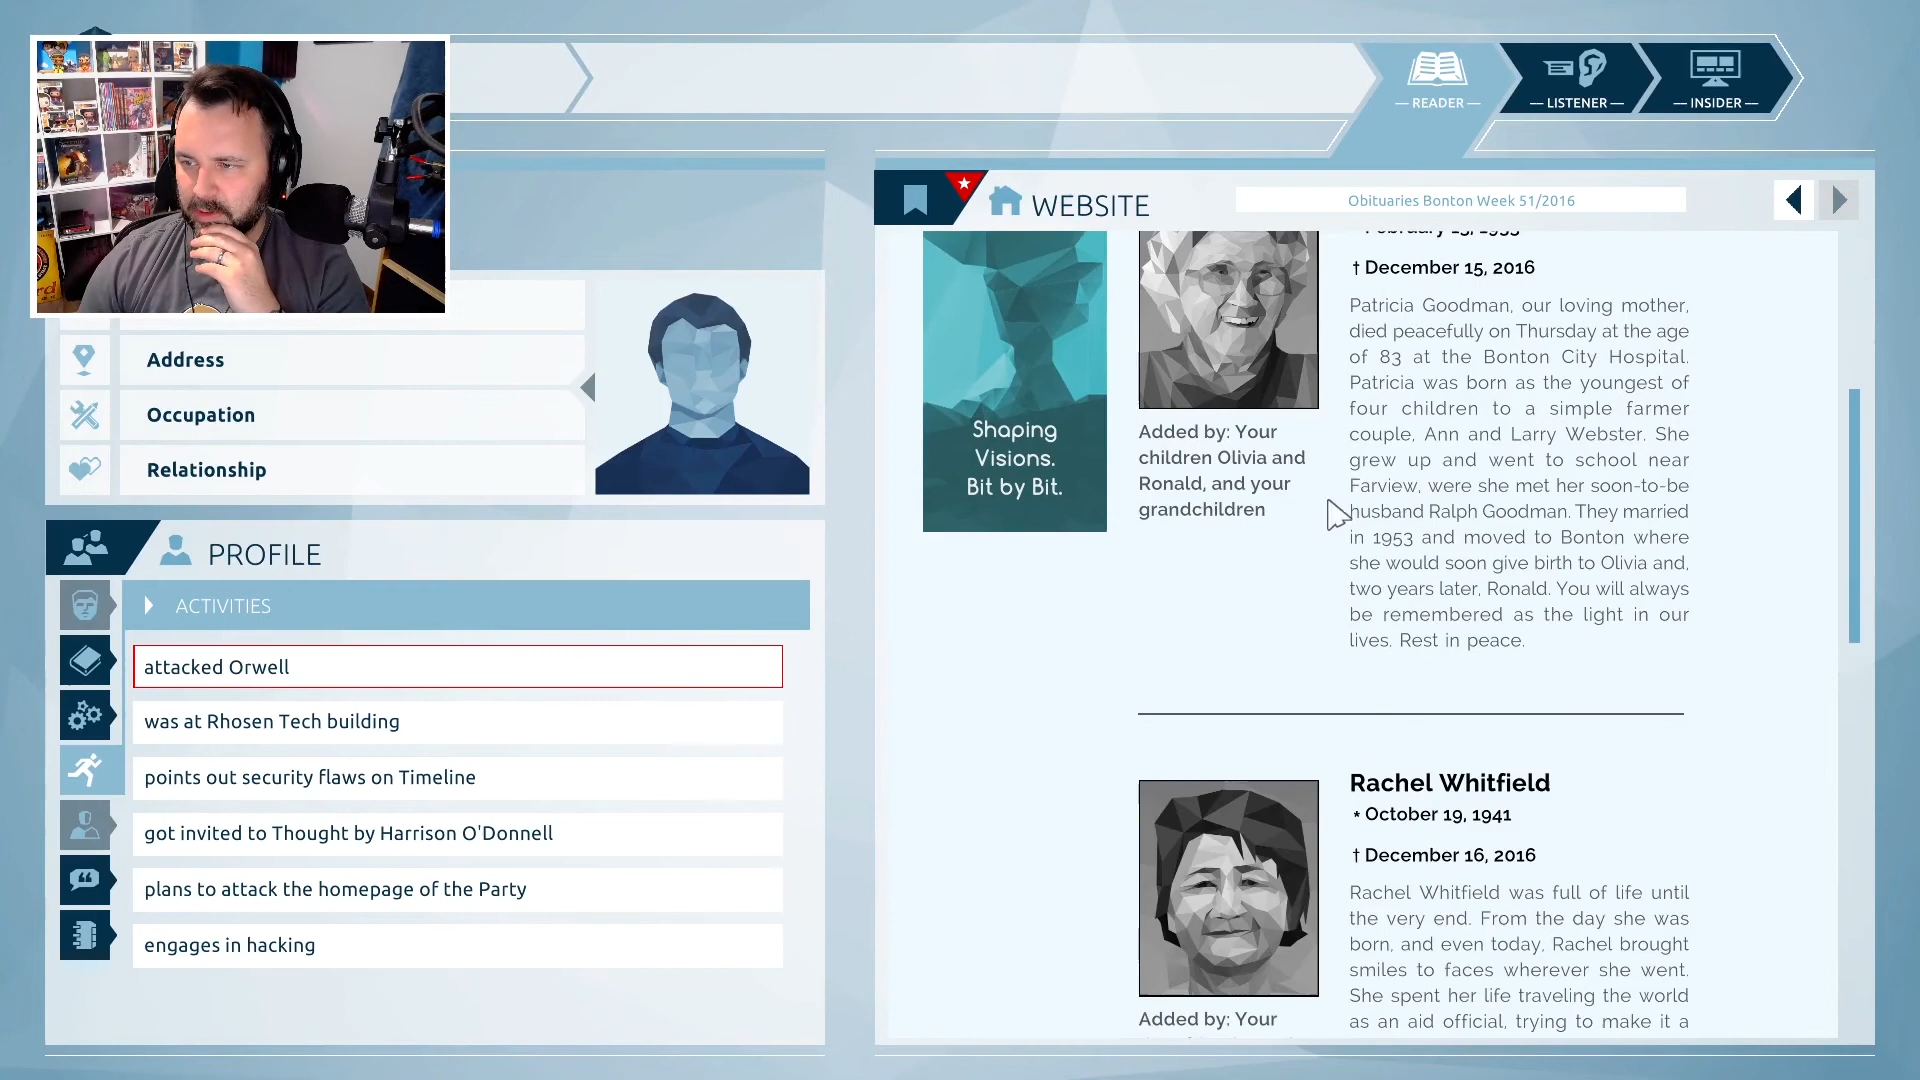 — READER —
— LISTENER —
— INSIDER —
Address
Occupation
Relationship
PROFILE
ACTIVITIES
attacked Orwell
was at Rhosen Tech building
points out security flaws on Timeline
got invited to Thought by Harrison O'Donnell
plans to attack the homepage of the Party
engages in hacking
WEBSITE
Obituaries Bonton Week 51/2016
Shaping
Visions.
Bit by Bit.
Added by: Your
children Olivia and
Ronald, and your
grandchildren
† December 15, 2016
Patricia Goodman, our loving mother,
died peacefully on Thursday at the age
of 83 at the Bonton City Hospital.
Patricia was born as the youngest of
four children to a simple farmer
couple, Ann and Larry Webster. She
grew up and went to school near
Farview, were she met her soon-to-be
husband Ralph Goodman. They married
in 1953 and moved to Bonton where
she would soon give birth to Olivia and,
two years later, Ronald. You will always
be remembered as the light in our
lives. Rest in peace.
Rachel Whitfield
* October 19, 1941
† December 16, 2016
Rachel Whitfield was full of life until
the very end. From the day she was
born, and even today, Rachel brought
smiles to faces wherever she went.
She spent her life traveling the world
as an aid official, trying to make it a
Added by: Your